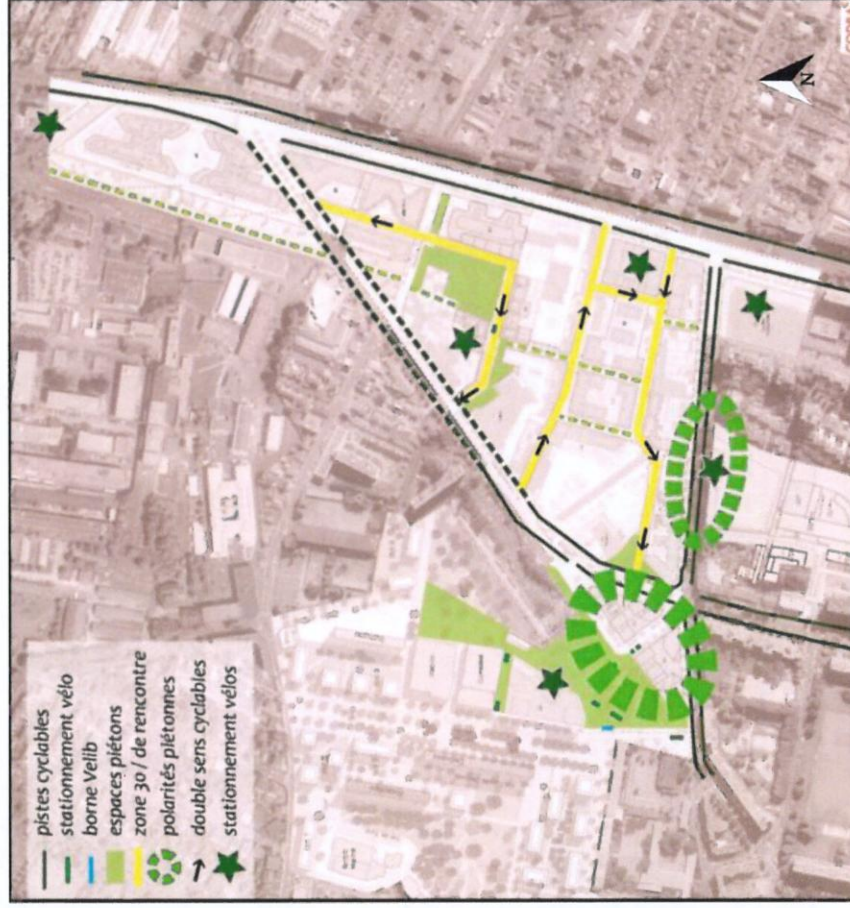 pistes cyclables
stationnement vélo
borne Velib
espaces piétons
zone 30 / de rencontre
polarités piétonnes
double sens cyclables
stationnement vélos
N